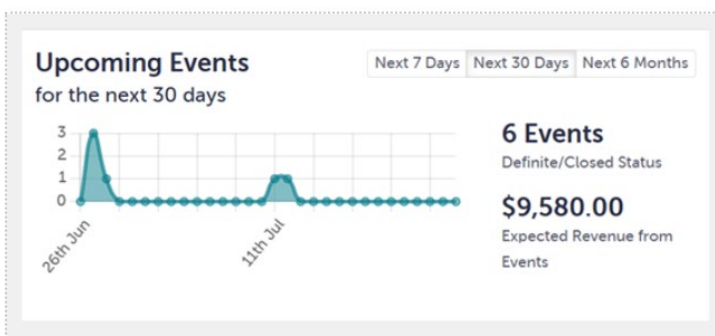 Upcoming Events
for the next 30 days
Next 7 Days Next 30 Days Next 6 Months
3
2
1
0
26th Jun
11th Jul
6 Events
Definite/Closed Status
$9,580.00
Expected Revenue from
Events